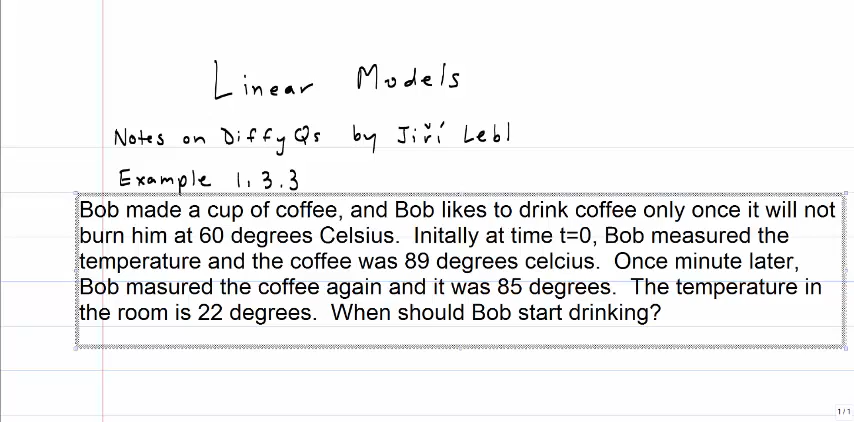 Linear Models
Notes on DiffyQs by Jiří Lebl
Example 1.3.3
Bob made a cup of coffee, and Bob likes to drink coffee only once it will not
burn him at 60 degrees Celsius.  Initally at time t=0, Bob measured the
temperature and the coffee was 89 degrees celcius.  Once minute later,
Bob masured the coffee again and it was 85 degrees.  The temperature in
the room is 22 degrees.  When should Bob start drinking?
1/1